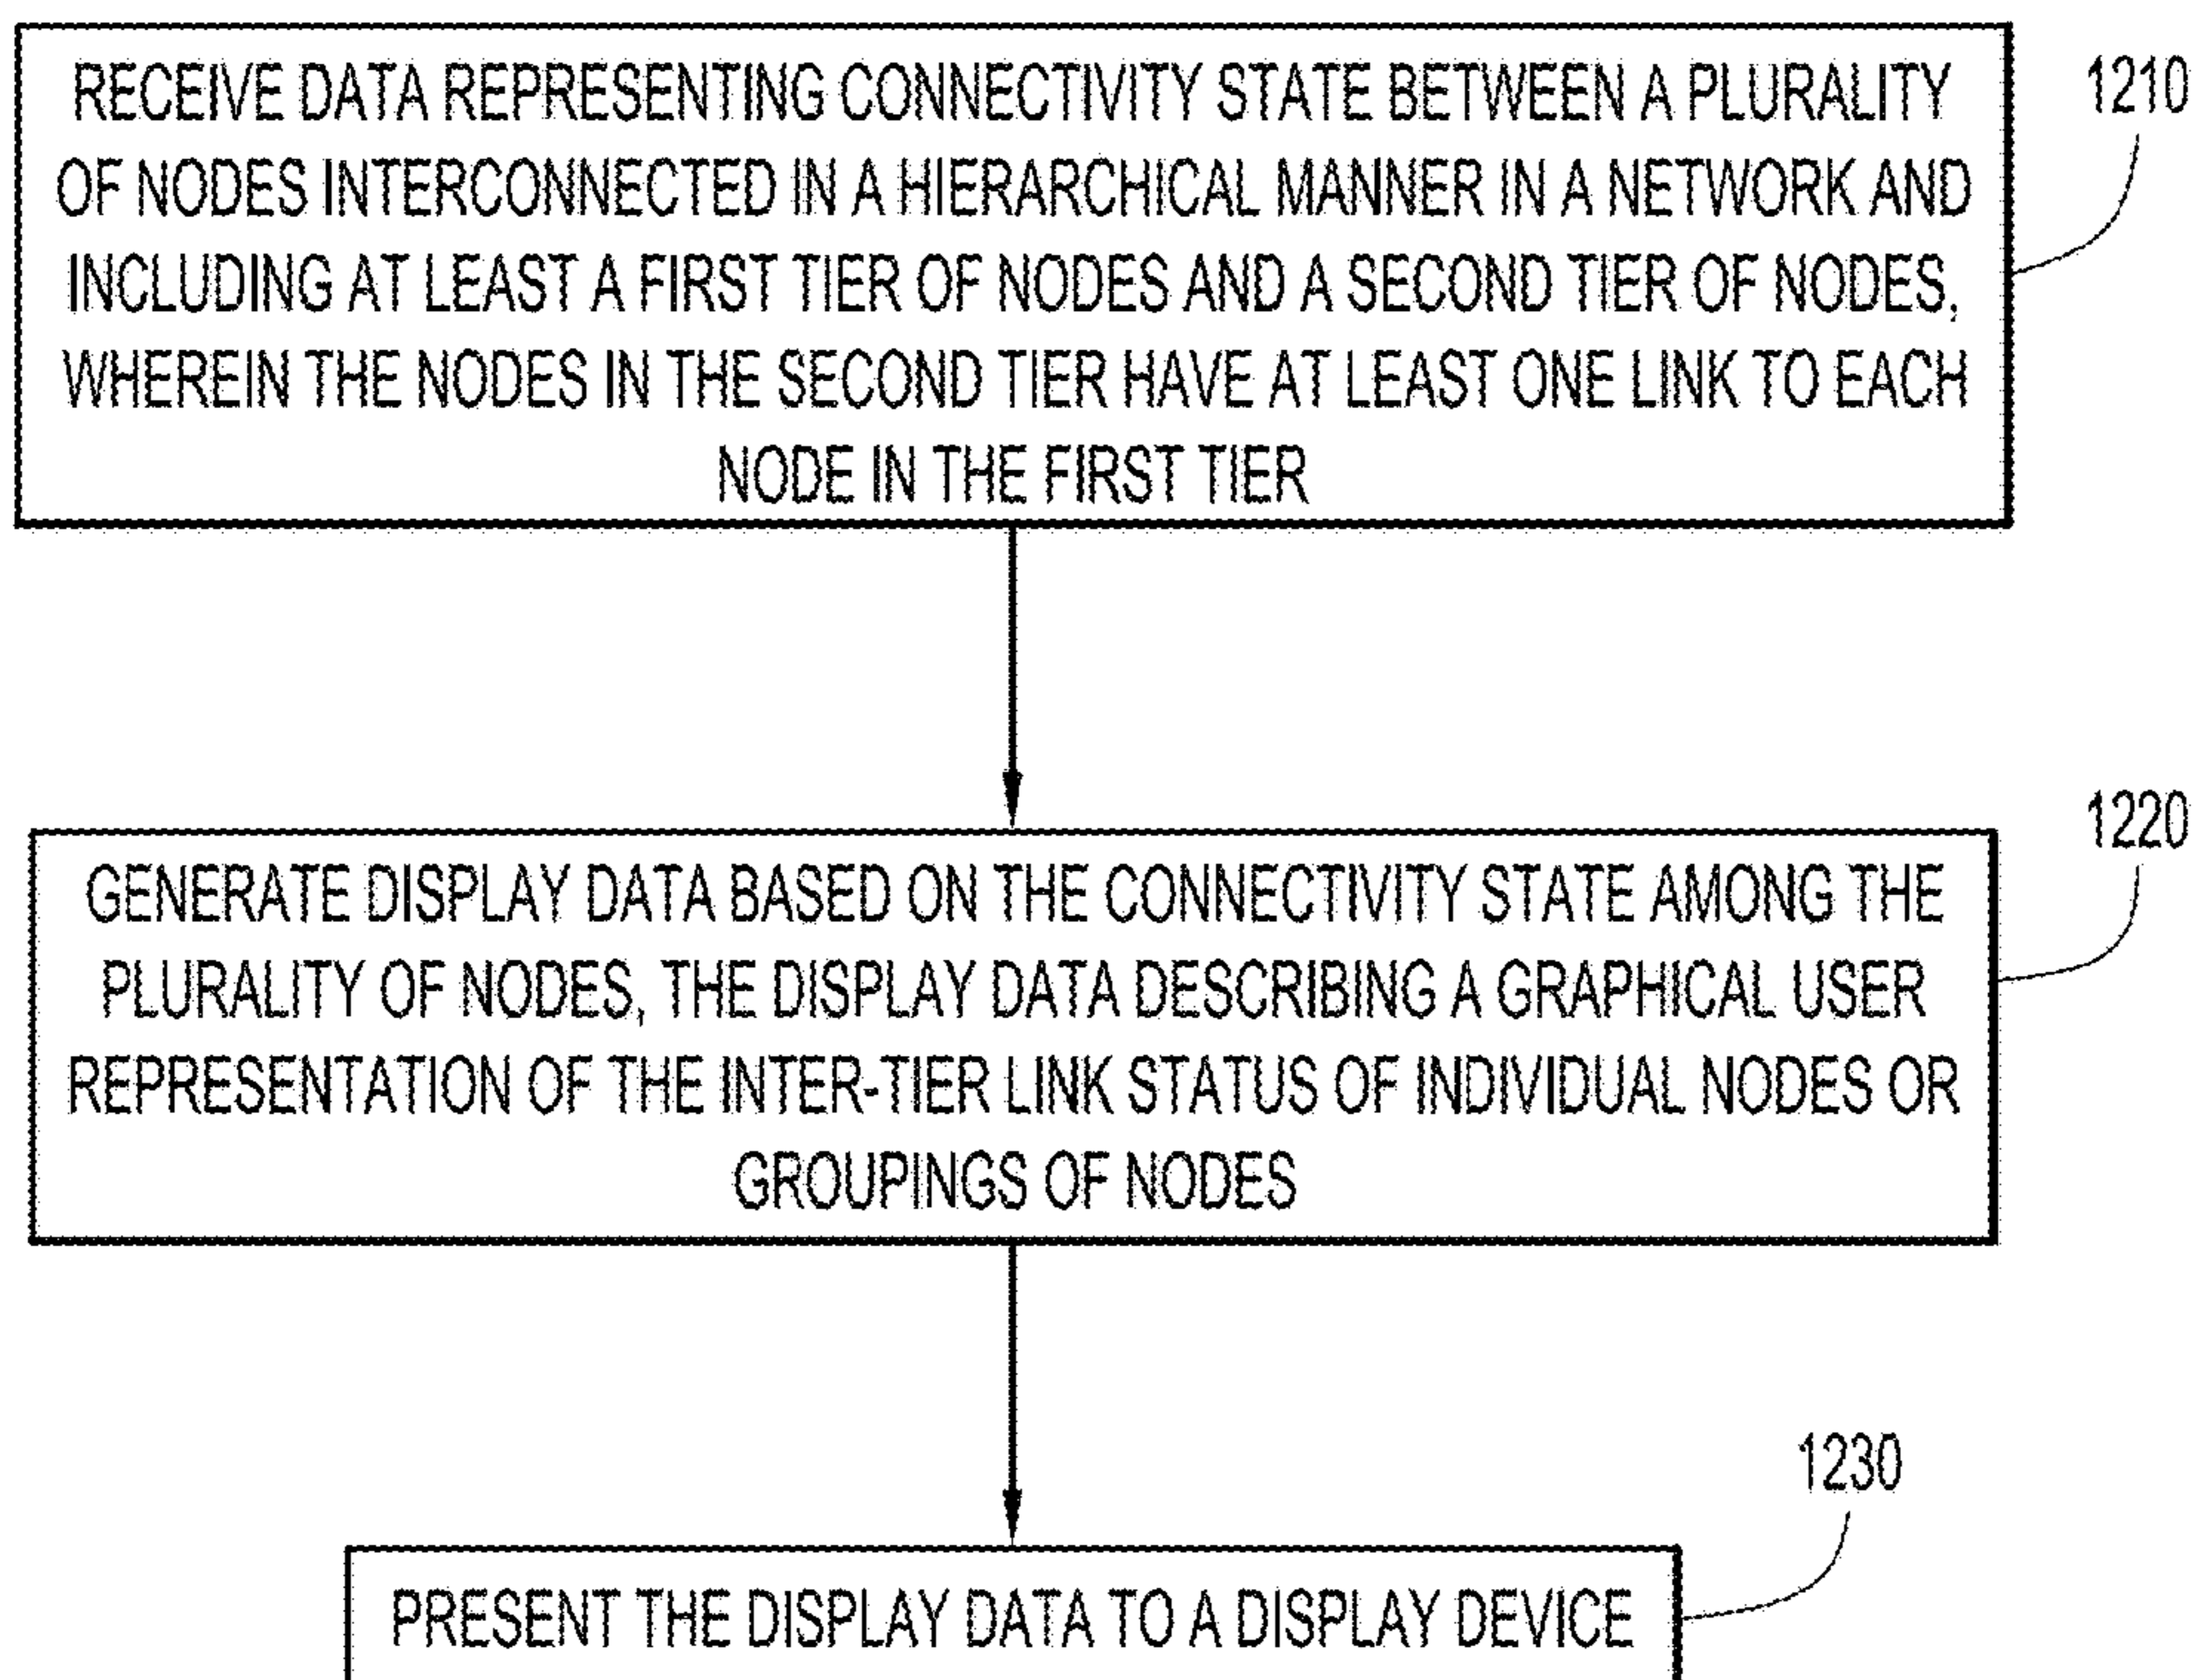 RECEIVE DATA REPRESENTING CONNECTIVITY STATE BETWEEN A PLURALITY
OF NODES INTERCONNECTED IN A HIERARCHICAL MANNER IN A NETWORK AND
INCLUDING AT LEAST A FIRST TIER OF NODES AND A SECOND TIER OF NODES,
WHEREIN THE NODES IN THE SECOND TIER HAVE AT LEAST ONE LINK TO EACH
NODE IN THE FIRST TIER
1210
GENERATE DISPLAY DATA BASED ON THE CONNECTIVITY STATE AMONG THE
PLURALITY OF NODES, THE DISPLAY DATA DESCRIBING A GRAPHICAL USER
REPRESENTATION OF THE INTER-TIER LINK STATUS OF INDIVIDUAL NODES OR
GROUPINGS OF NODES
1220
PRESENT THE DISPLAY DATA TO A DISPLAY DEVICE
1230